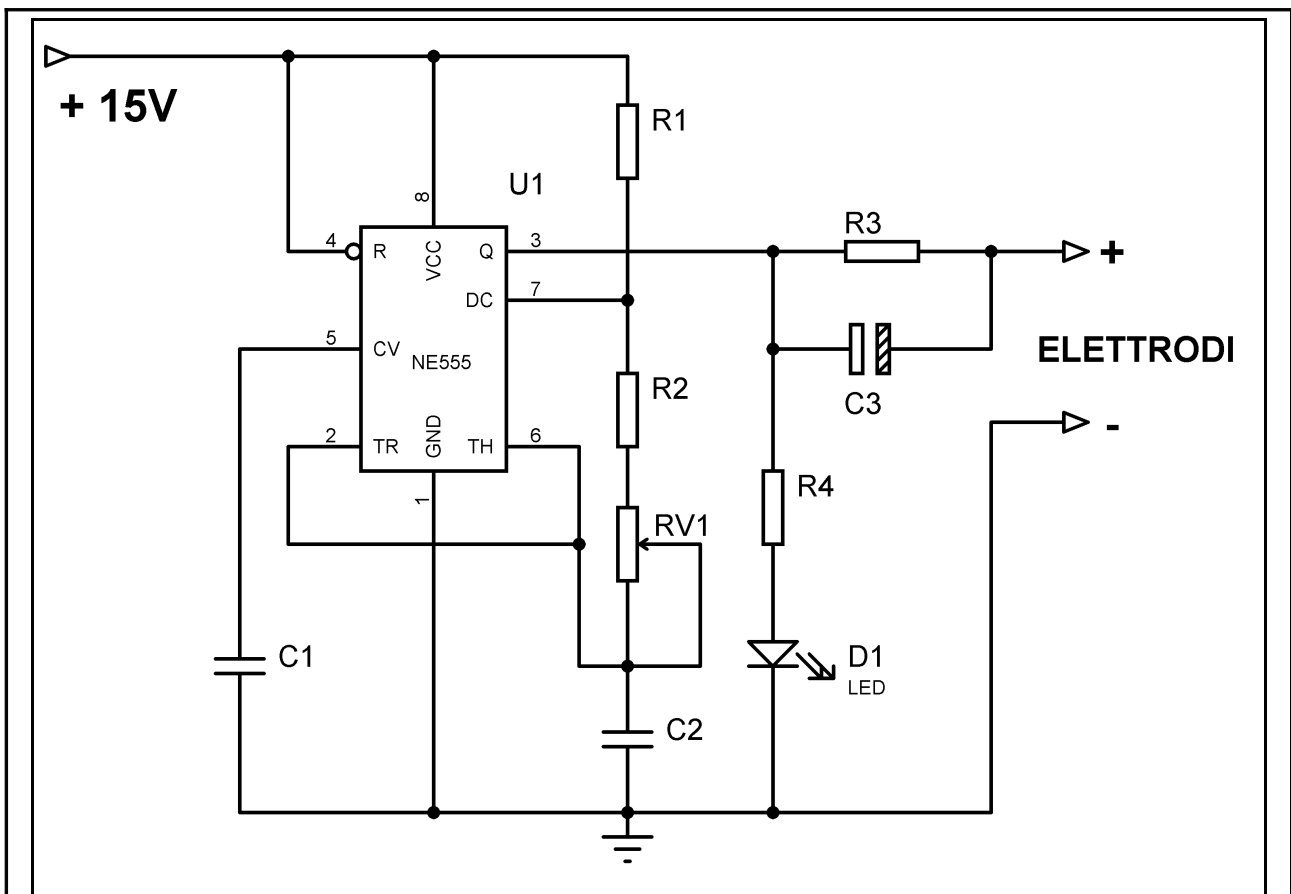 + 15V
R1
U1
8
R3
4
R
VCC
Q
3
+
DC
7
5
CV
NE555
ELETTRODI
R2
C3
2
TR
GND
TH
6
-
1
R4
RV1
C1
D1
LED
C2